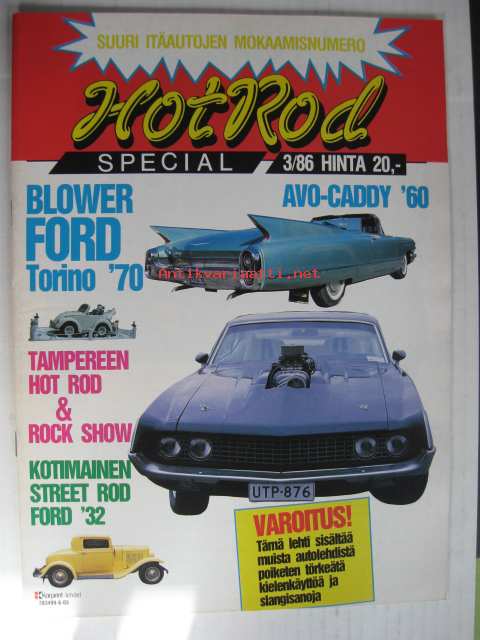 SUURI ITÄAUTOJEN MOKAAMISNUMERO
Hot Rod
SPECIAL
3/86 HINTA 20,-
BLOWER
FORD
Torino '70
AVO-CADDY '60
Antikvariaatti.net
TAMPEREEN
HOT ROD
&
ROCK SHOW
KOTIMAINEN
STREET ROD
FORD '32
UTP-876
VAROITUS!
Tämä lehti sisältää
muista autolehdistä
poiketen törkeätä
kielenkäyttöä ja
slangisanoja